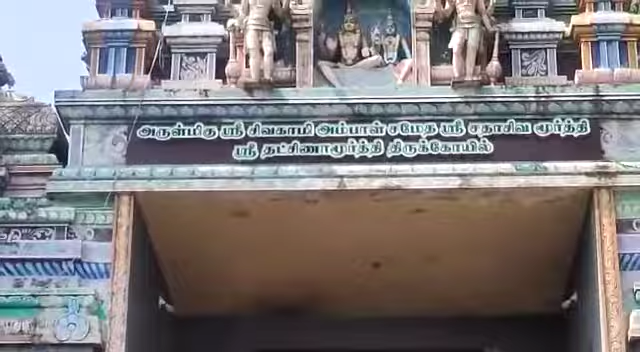 அருள்மிகு ஸ்ரீ சிவகாமி அம்பாள் சமேத ஸ்ரீ சதாசிவ மூர்த்தி
ஸ்ரீ தட்சிணாமூர்த்தி திருக்கோயில்